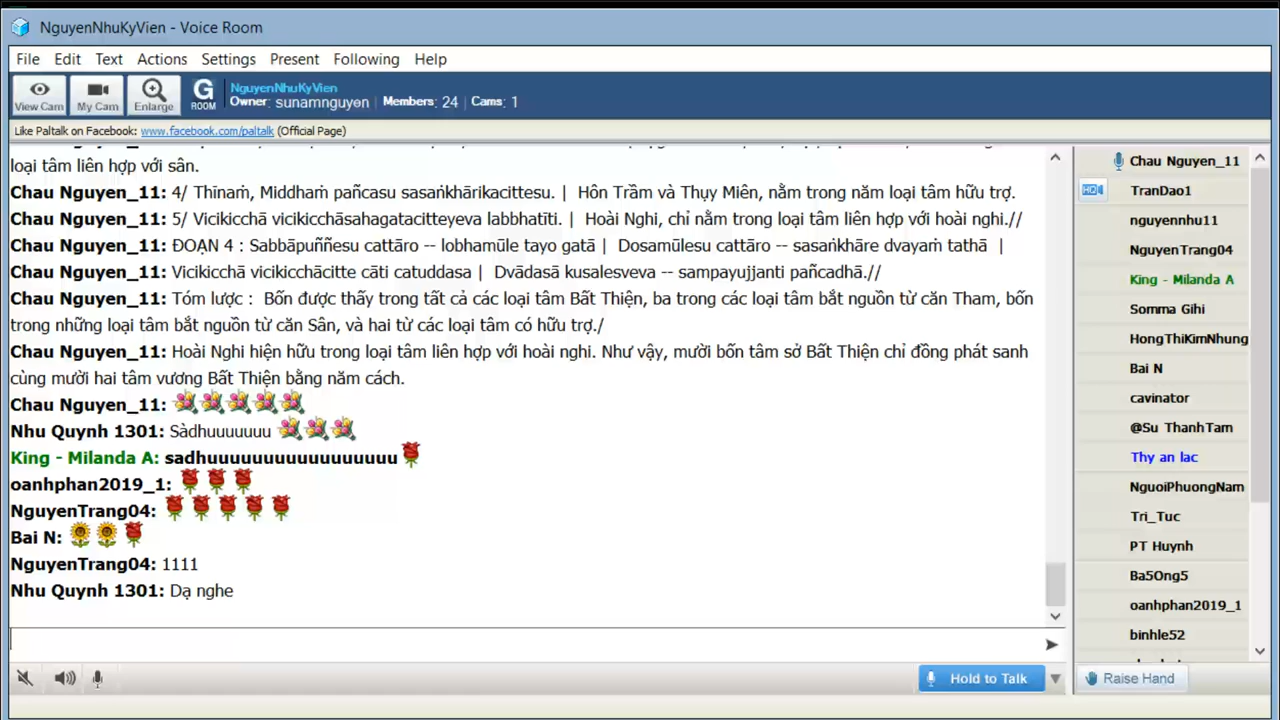 NguyenNhuKyVien - Voice Room
File Edit Text Actions Settings Present Following Help
View Cam My Cam Enlarge G ROOM
NguyenNhuKyVien
Owner: sunamnguyen | Members: 24 | Cams: 1
Like Paltalk on Facebook: www.facebook.com/paltalk (Official Page)
loại tâm liên hợp với sân.
Chau Nguyen_11: 4/ Thīnaṁ, Middhaṁ pañcasu sasaṅkhārikacittesu. | Hôn Trầm và Thụy Miên, nằm trong năm loại tâm hữu trợ.
Chau Nguyen_11: 5/ Vicikicchā vicikicchāsahagatacitteyeva labbhatīti. | Hoài Nghi, chỉ nằm trong loại tâm liên hợp với hoài nghi.//
Chau Nguyen_11: ĐOẠN 4 : Sabbāpuññesu cattāro -- lobhamūle tayo gatā | Dosamūlesu cattāro -- sasaṅkhāre dvayaṁ tathā |
Chau Nguyen_11: Vicikicchā vicikicchācitte cāti catuddasa | Dvādasā kusalesveva -- sampayujjanti pañcadhā.//
Chau Nguyen_11: Tóm lược : Bốn được thấy trong tất cả các loại tâm Bất Thiện, ba trong các loại tâm bắt nguồn từ căn Tham, bốn
trong những loại tâm bắt nguồn từ căn Sân, và hai từ các loại tâm có hữu trợ./
Chau Nguyen_11: Hoài Nghi hiện hữu trong loại tâm liên hợp với hoài nghi. Như vậy, mười bốn tâm sở Bất Thiện chỉ đồng phát sanh
cùng mười hai tâm vương Bất Thiện bằng năm cách.
Chau Nguyen_11:
Nhu Quynh 1301: Sàdhuuuuuuu
King - Milanda A: sadhuuuuuuuuuuuuuuuuu
oanhphan2019_1:
NguyenTrang04:
Bai N:
NguyenTrang04: 1111
Nhu Quynh 1301: Dạ nghe
Hold to Talk
Chau Nguyen_11
HD TranDao1
nguyennhu11
NguyenTrang04
King - Milanda A
Somma Gihi
HongThiKimNhung
Bai N
cavinator
@Su ThanhTam
Thy an lac
NguoiPhuongNam
Tri_Tuc
PT Huynh
Ba5Ong5
oanhphan2019_1
binhle52
Raise Hand